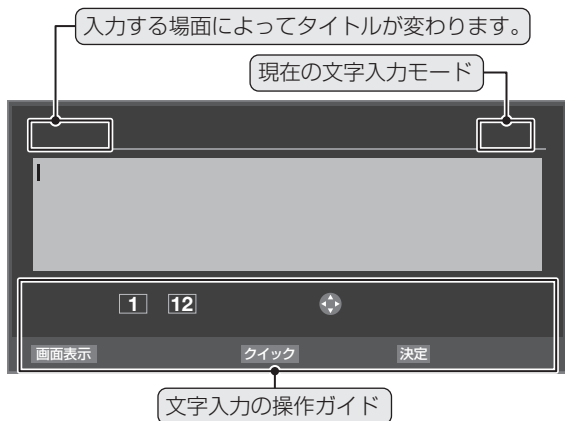 入力する場面によってタイトルが変わります。
現在の文字入力モード
1 12
画面表示 クイック 決定
文字入力の操作ガイド